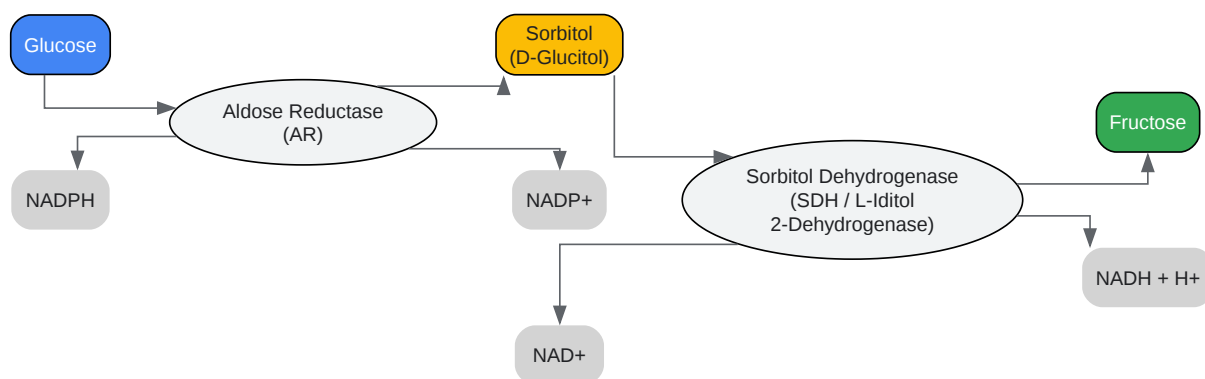 Glucose
Sorbitol
(D-Glucitol)
Aldose Reductase
(AR)
Fructose
NADPH
NADP+
Sorbitol Dehydrogenase
(SDH / L-Iditol
2-Dehydrogenase)
NADH + H+
NAD+